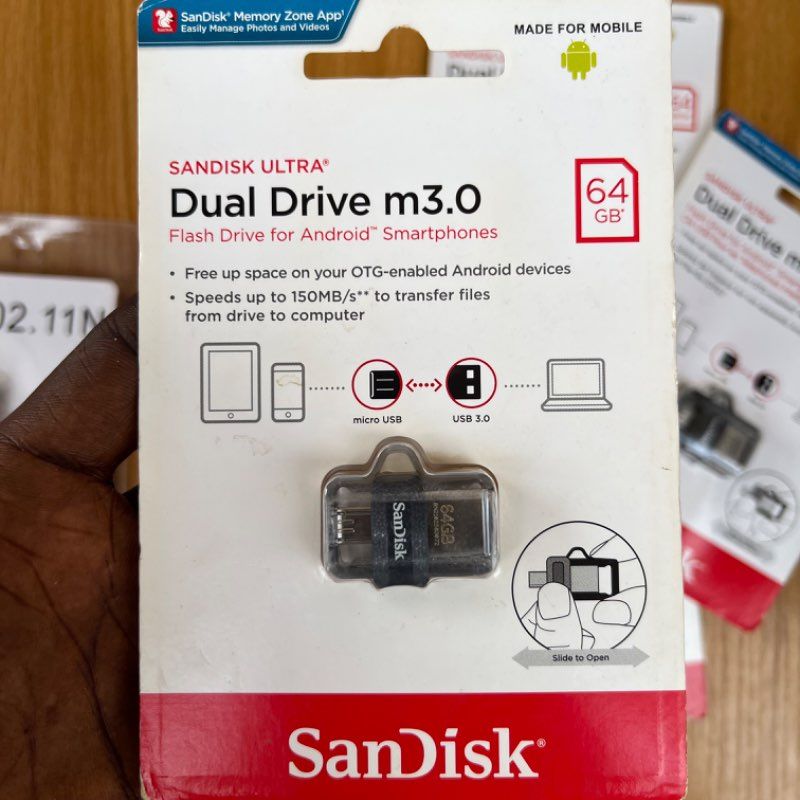 SanDisk® Memory Zone App¹
Easily Manage Photos and Videos
MADE FOR MOBILE
SANDISK ULTRA®
Dual Drive m3.0
Flash Drive for Android™ Smartphones
64
GB*
• Free up space on your OTG-enabled Android devices
• Speeds up to 150MB/s** to transfer files
from drive to computer
micro USB
USB 3.0
SanDisk
64GB
Slide to Open
SanDisk®
02.11N
SANDISK ULTRA®
Dual Drive m